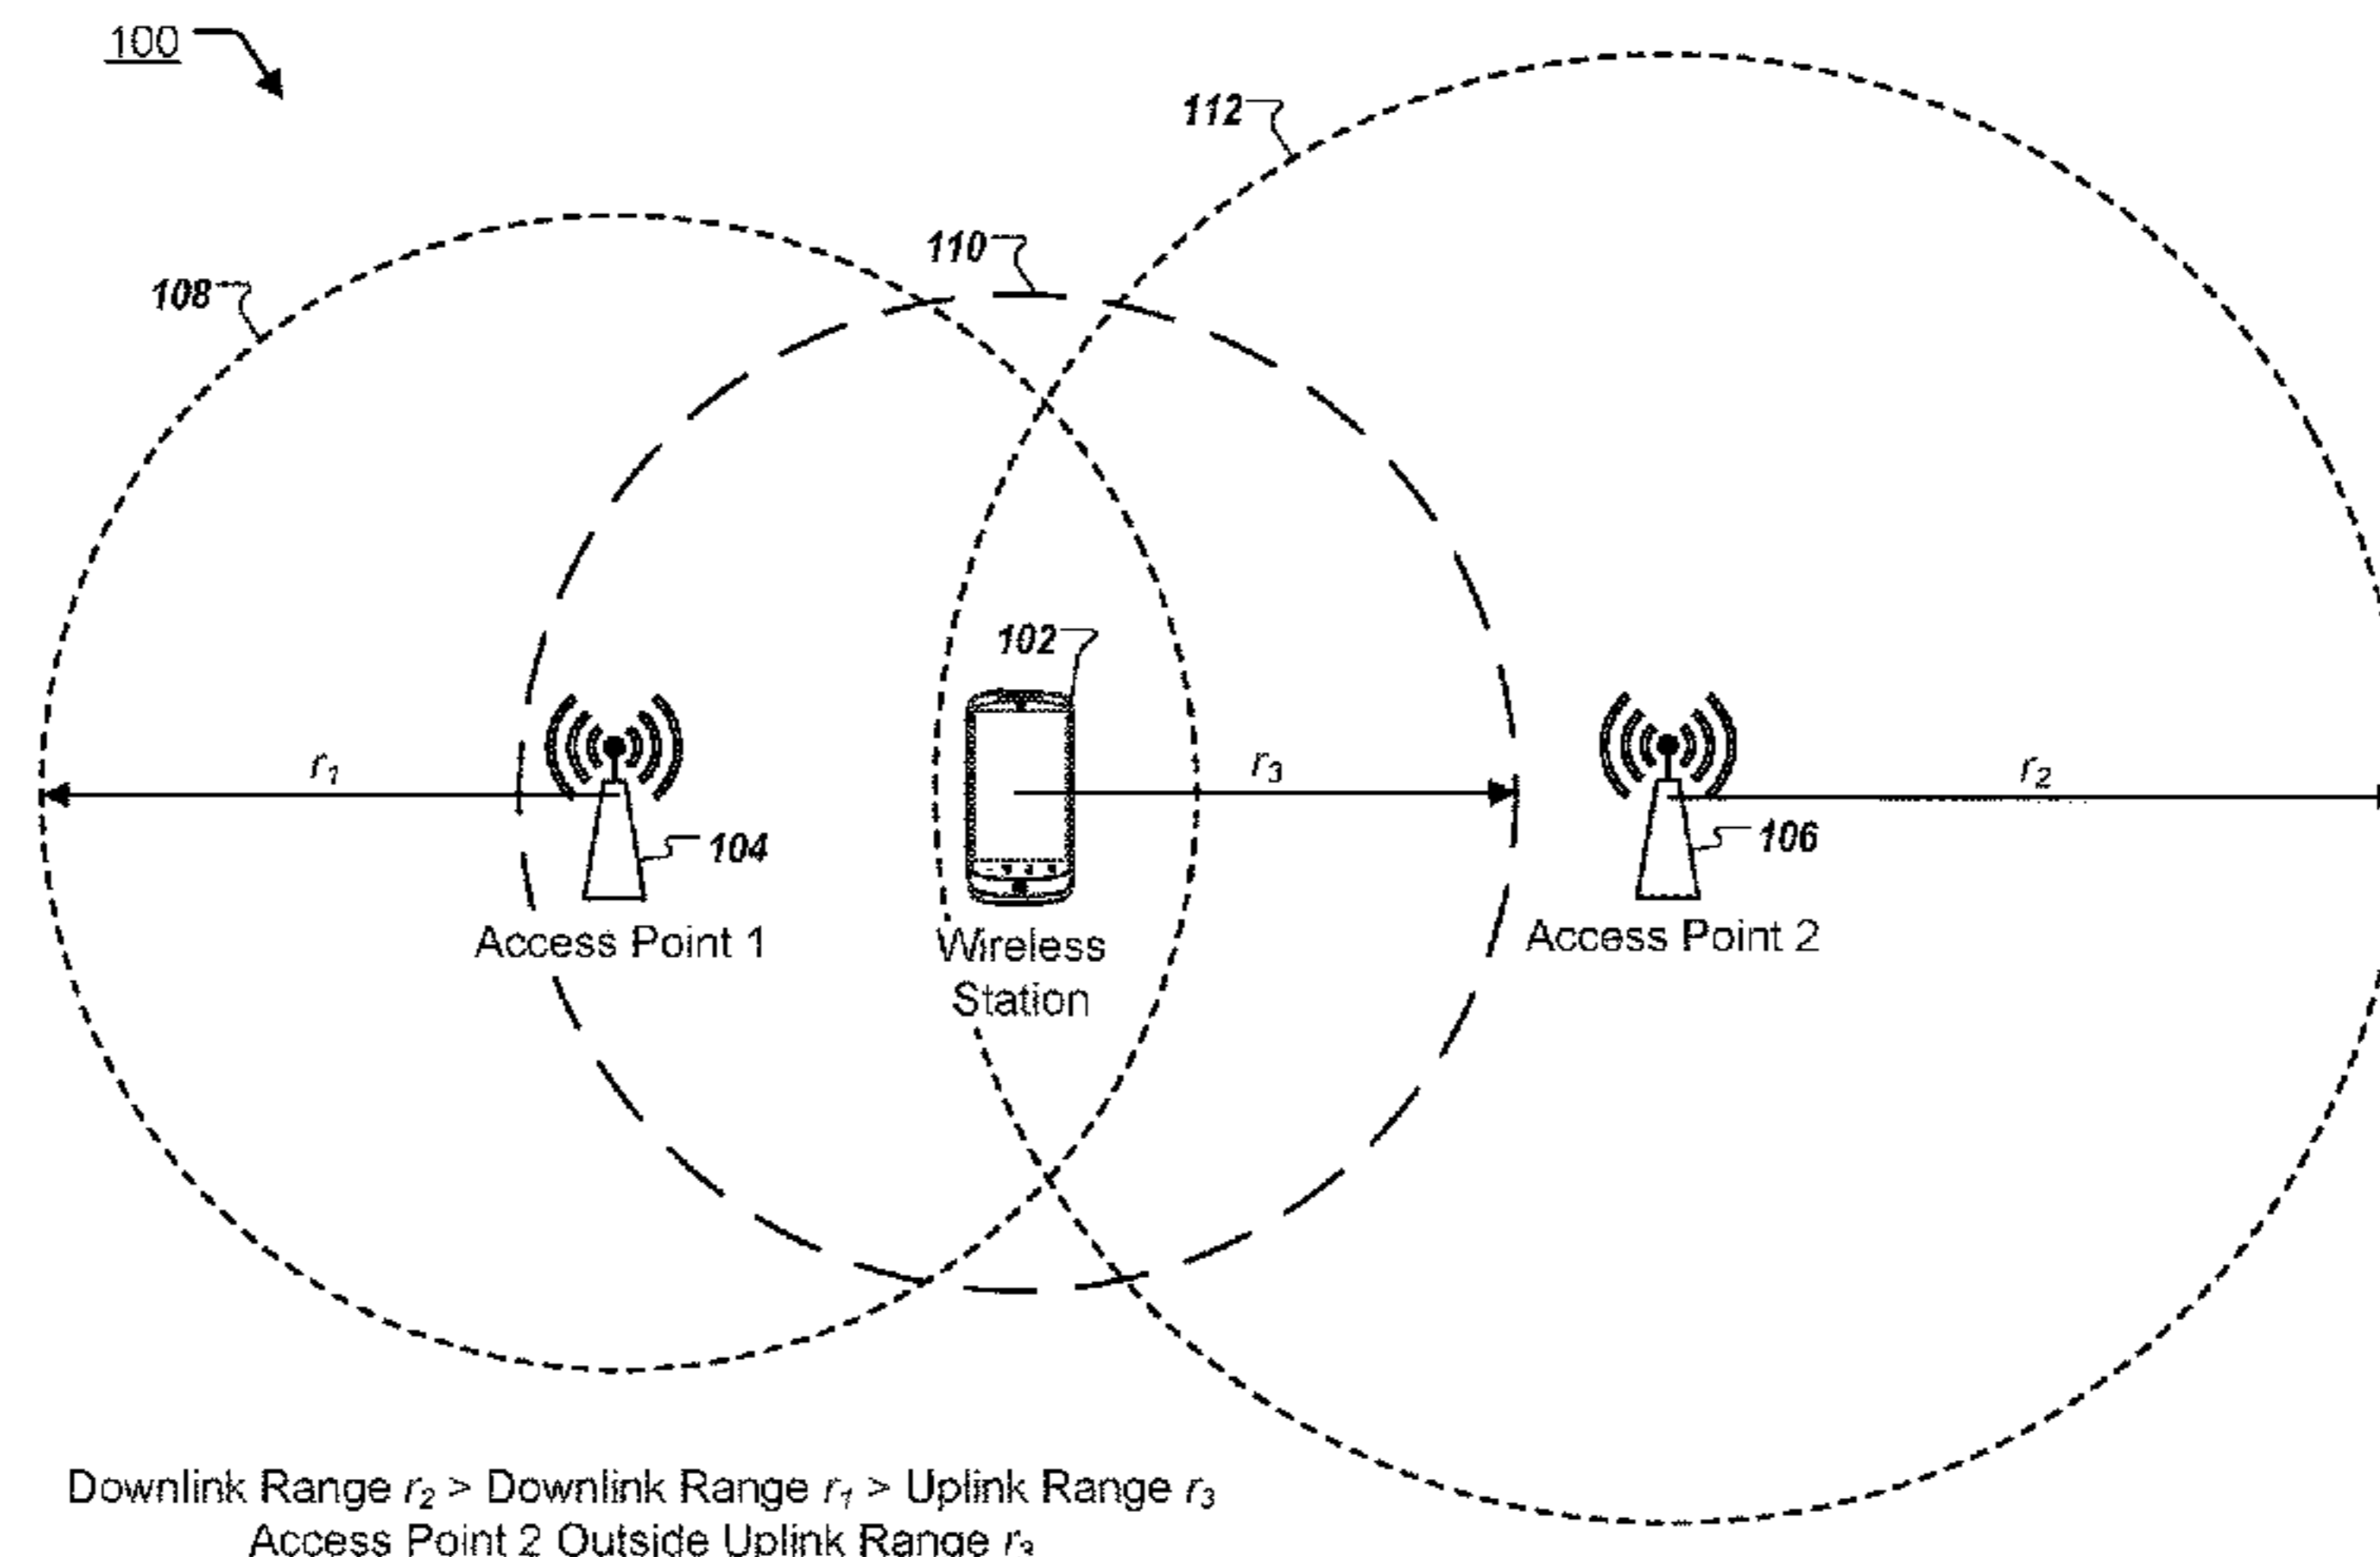 100
112
110
108
102
r1
r3
r2
104
106
Access Point 1
Wireless
Station
Access Point 2
Downlink Range r2 > Downlink Range r1 > Uplink Range r3
Access Point 2 Outside Uplink Range r3